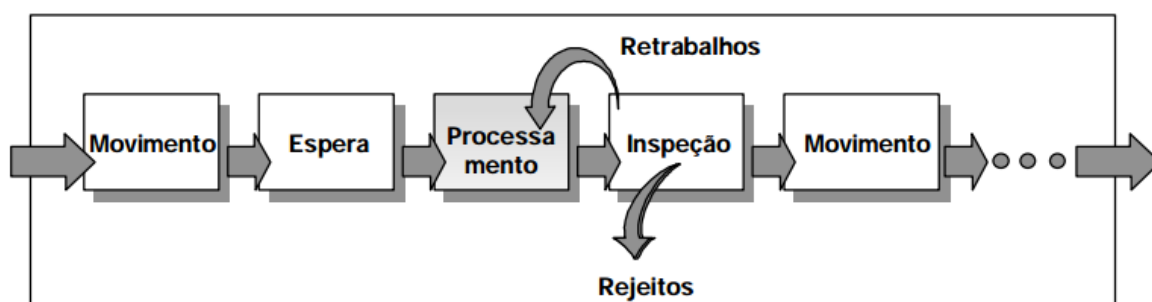 Retrabalhos
Movimento
Espera
Processa
mento
Inspeção
Movimento
Rejeitos